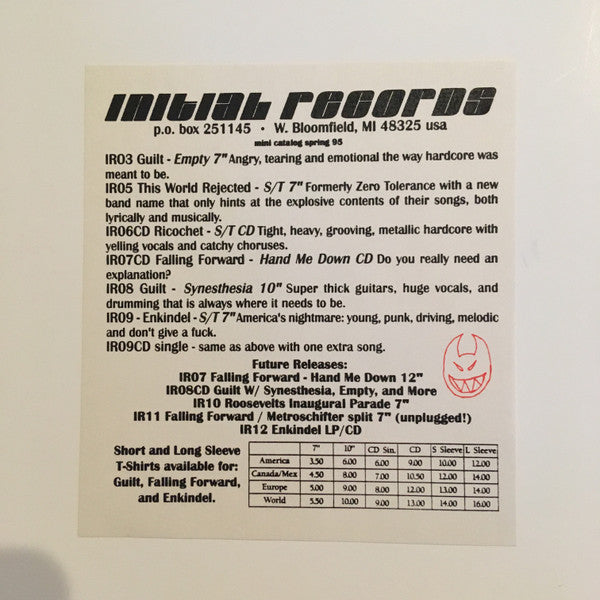 initial records
p.o. box 251145 • W. Bloomfield, MI 48325 usa
mini catalog spring 95
IR03 Guilt - Empty 7" Angry, tearing and emotional the way hardcore was
meant to be.
IR05 This World Rejected - S/T 7" Formerly Zero Tolerance with a new
band name that only hints at the explosive contents of their songs, both
lyrically and musically.
IR06CD Ricochet - S/T CD Tight, heavy, grooving, metallic hardcore with
yelling vocals and catchy choruses.
IR07CD Falling Forward - Hand Me Down CD Do you really need an
explanation?
IR08 Guilt - Synesthesia 10" Super thick guitars, huge vocals, and
drumming that is always where it needs to be.
IR09 - Enkindel - S/T 7" America's nightmare: young, punk, driving, melodic
and don't give a fuck.
IR09CD single - same as above with one extra song.
Future Releases:
IR07 Falling Forward - Hand Me Down 12"
IR08CD Guilt W/ Synesthesia, Empty, and More
IR10 Roosevelts Inaugural Parade 7"
IR11 Falling Forward / Metroschifter split 7" (unplugged!)
IR12 Enkindel LP/CD
Short and Long Sleeve
T-Shirts available for:
Guilt, Falling Forward,
and Enkindel.
7" 10" CD Sin. CD S Sleeve L Sleeve
America 3.50 6.00 6.00 9.00 10.00 12.00
Canada/Mex 4.50 8.00 7.00 10.50 12.00 14.00
Europe 5.00 9.00 8.00 12.00 13.00 14.00
World 5.50 10.00 9.00 13.00 14.00 16.00